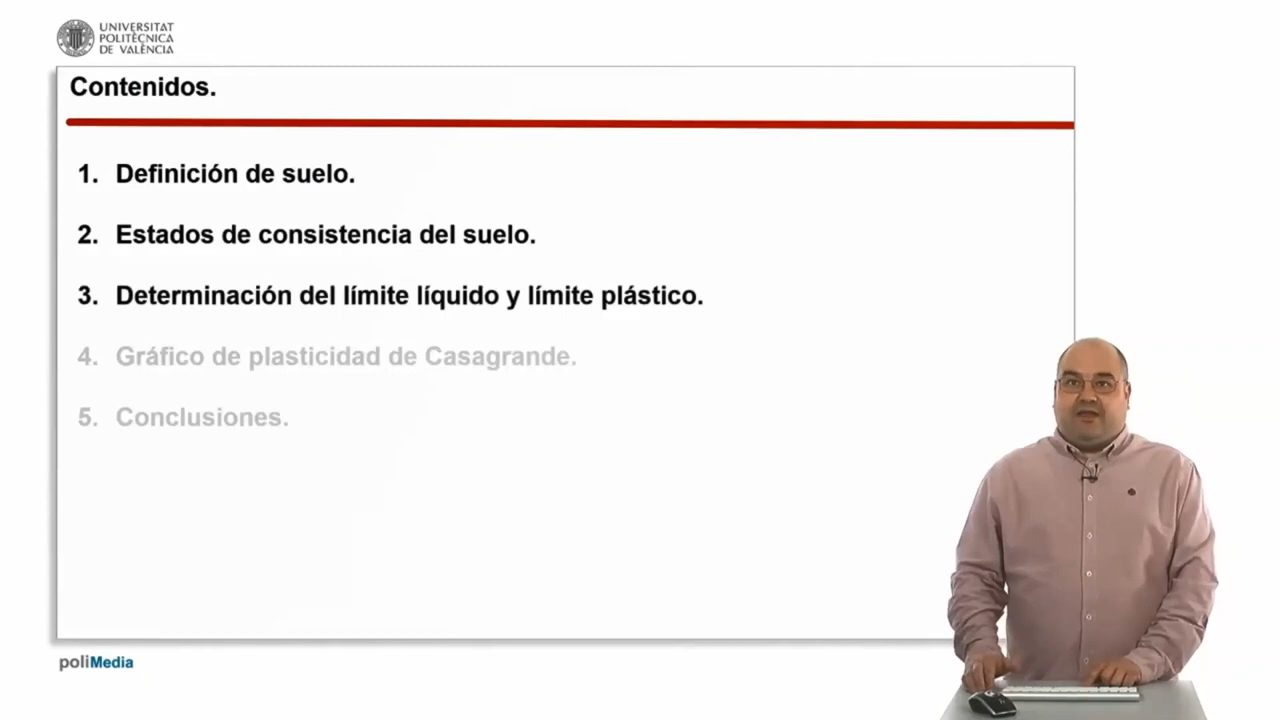 UNIVERSITAT
POLITÈCNICA
DE VALÈNCIA
Contenidos.
1. Definición de suelo.
2. Estados de consistencia del suelo.
3. Determinación del límite líquido y límite plástico.
4. Gráfico de plasticidad de Casagrande.
5. Conclusiones.
poliMedia